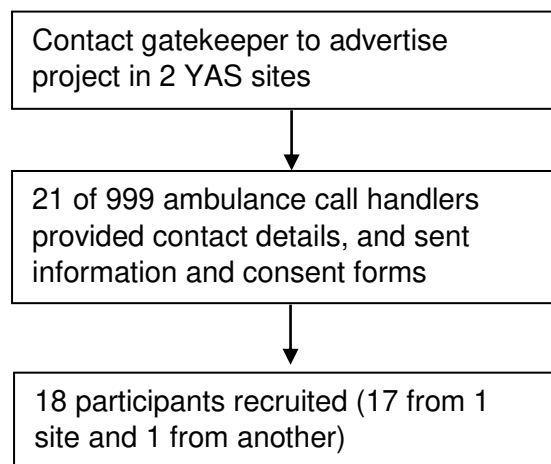 Contact gatekeeper to advertise
project in 2 YAS sites
21 of 999 ambulance call handlers
provided contact details, and sent
information and consent forms
18 participants recruited (17 from 1
site and 1 from another)